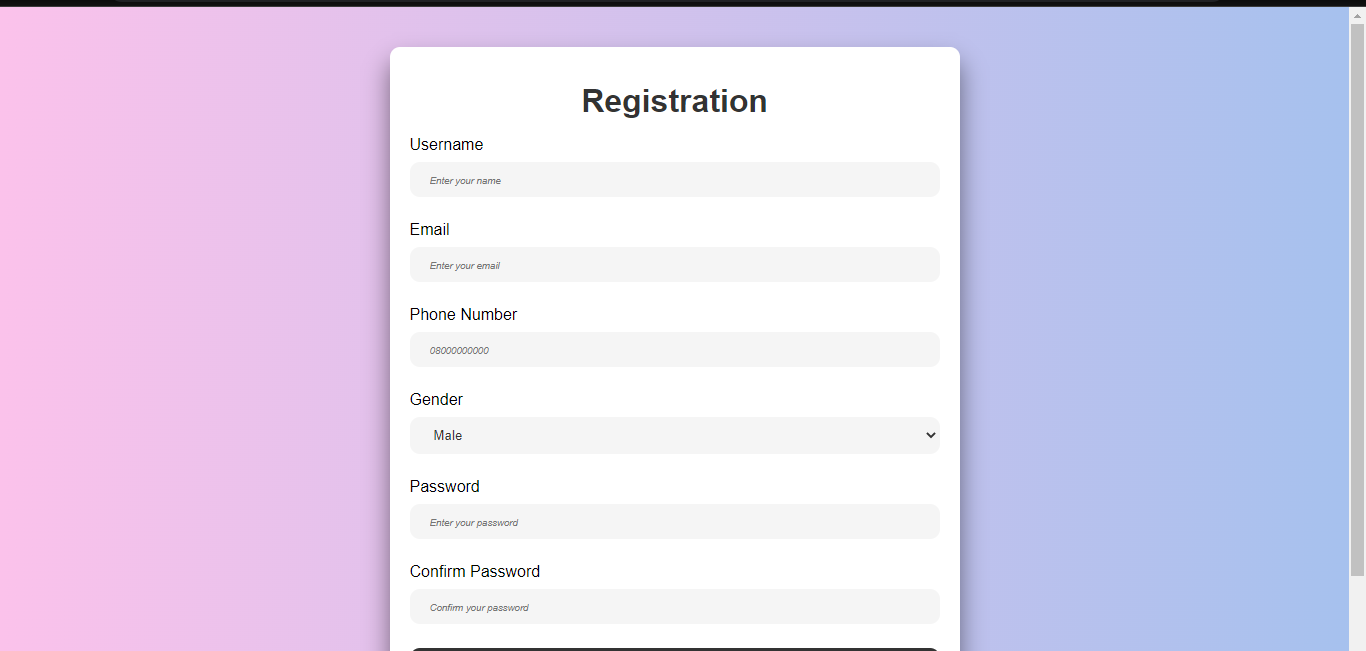 Registration
Username
Enter your name
Email
Enter your email
Phone Number
08000000000
Gender
Male
Password
Enter your password
Confirm Password
Confirm your password